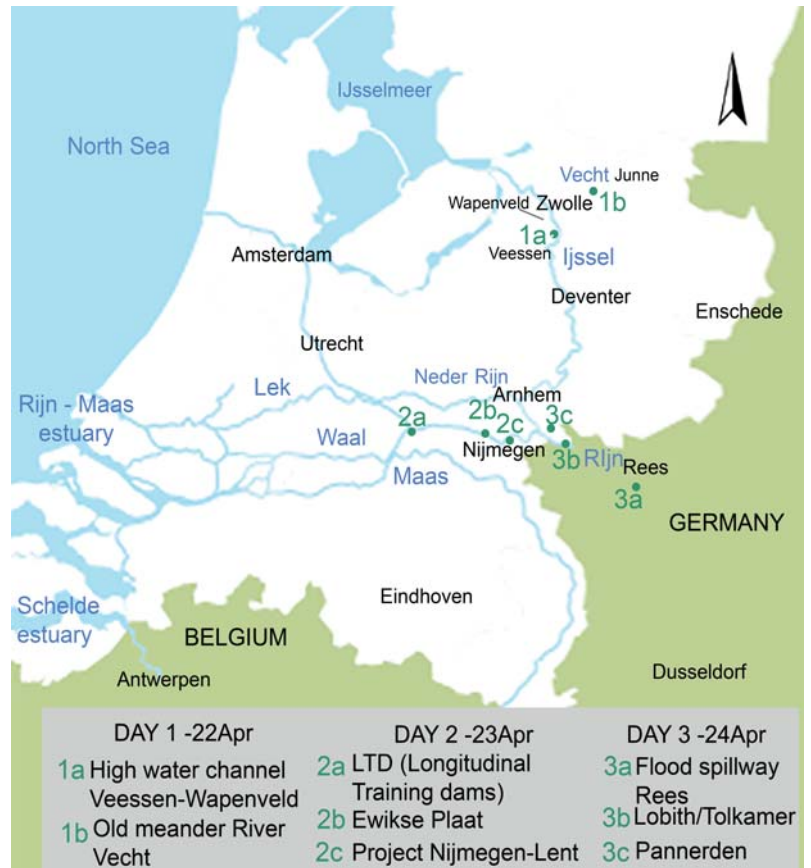 IJsselmeer
North Sea
Vecht Junne
Wapenveld Zwolle 1b
1a
Veessen Ijssel
Amsterdam
Deventer
Enschede
Utrecht
Neder Rijn
Lek
Arnhem
Rijn - Maas
estuary
2a
2b
2c
3c
Waal
Nijmegen
3b
RIjn
Rees
Maas
3a
GERMANY
Schelde
estuary
Eindhoven
BELGIUM
Antwerpen
Dusseldorf
DAY 1 -22Apr
1a High water channel
Veessen-Wapenveld
1b Old meander River
Vecht
DAY 2 -23Apr
2a LTD (Longitudinal
Training dams)
2b Ewikse Plaat
2c Project Nijmegen-Lent
DAY 3 -24Apr
3a Flood spillway
Rees
3b Lobith/Tolkamer
3c Pannerden